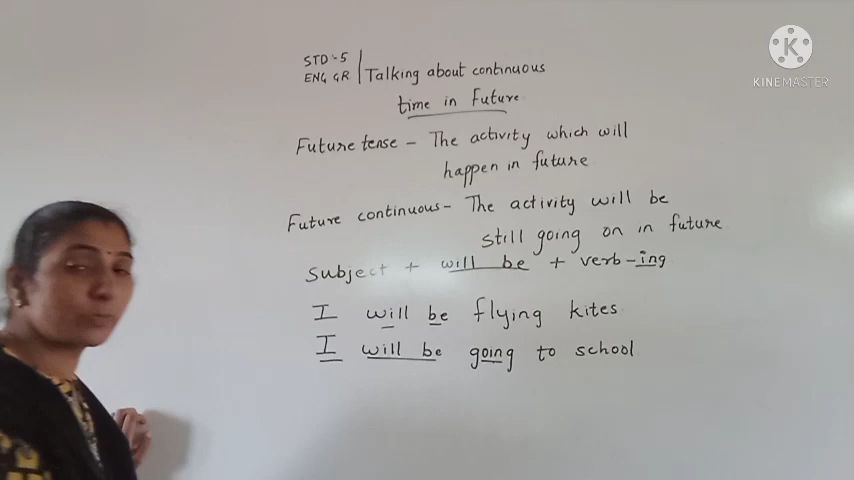 STD :- 5
ENG GR
Talking about continuous
time in Future
Future tense - The activity which will
happen in future
Future continuous - The activity will be
still going on in future
Subject + will be + verb-ing
I will be flying kites
I will be going to school
KINEMASTER